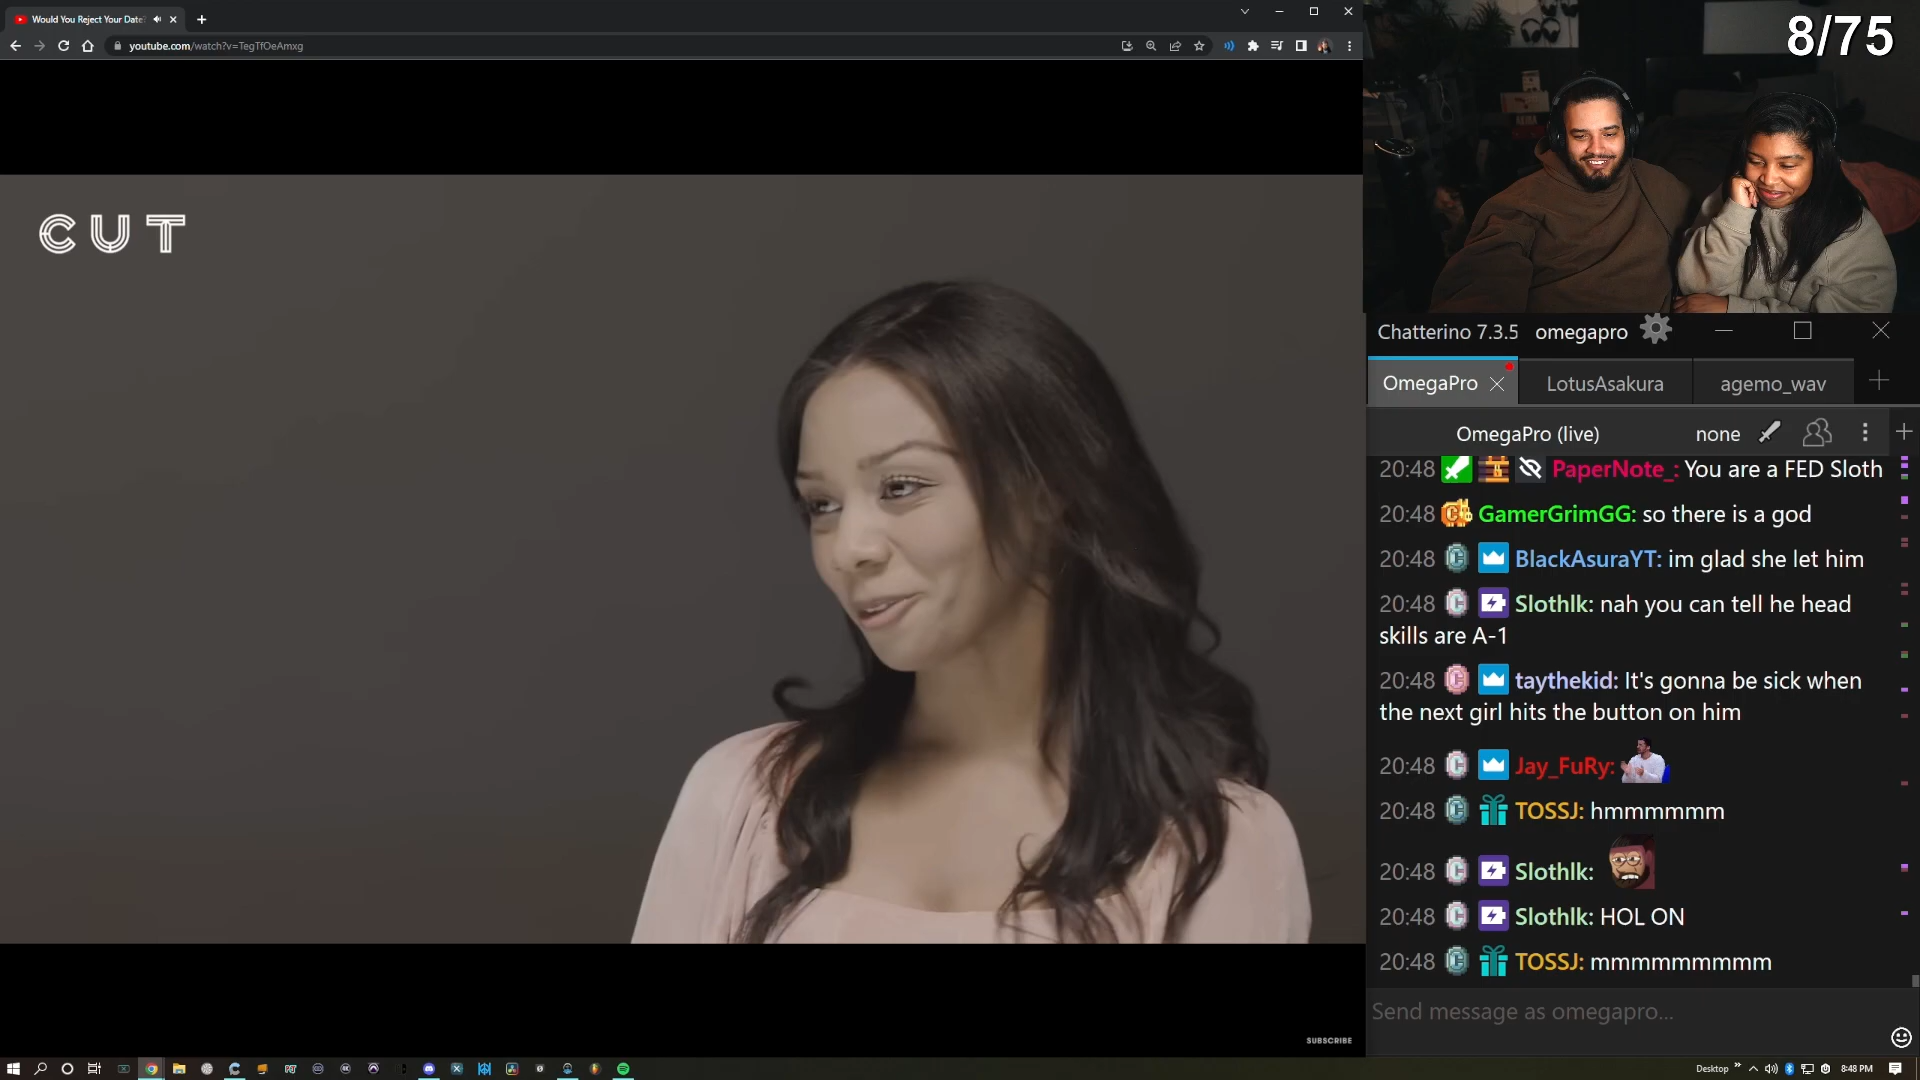 Would You Reject Your Date?
youtube.com/watch?v=TegTfOeAmxg
8/75
CUT
SUBSCRIBE
Chatterino 7.3.5 omegapro
OmegaPro
LotusAsakura
agemo_wav
OmegaPro (live)
none
20:48 PaperNote_: You are a FED Sloth
20:48 GamerGrimGG: so there is a god
20:48 BlackAsuraYT: im glad she let him
20:48 Slothlk: nah you can tell he head
skills are A-1
20:48 taythekid: It's gonna be sick when
the next girl hits the button on him
20:48 Jay_FuRy:
20:48 TOSSJ: hmmmmmm
20:48 Slothlk:
20:48 Slothlk: HOL ON
20:48 TOSSJ: mmmmmmmmm
Send message as omegapro...
Desktop
8:48 PM